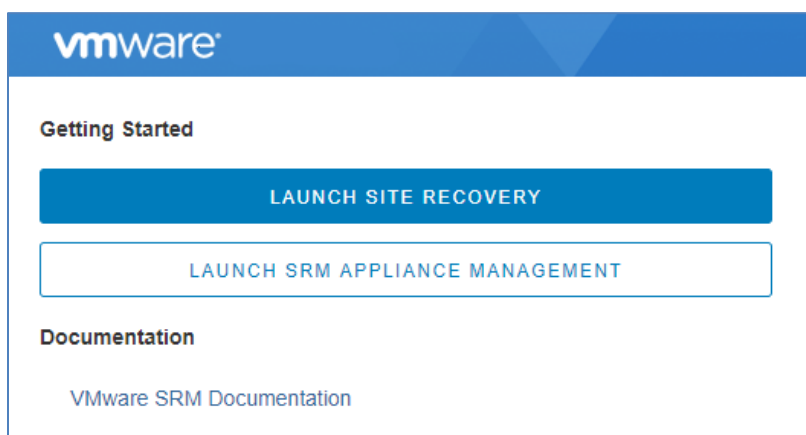 vmware®
Getting Started
LAUNCH SITE RECOVERY
LAUNCH SRM APPLIANCE MANAGEMENT
Documentation
VMware SRM Documentation